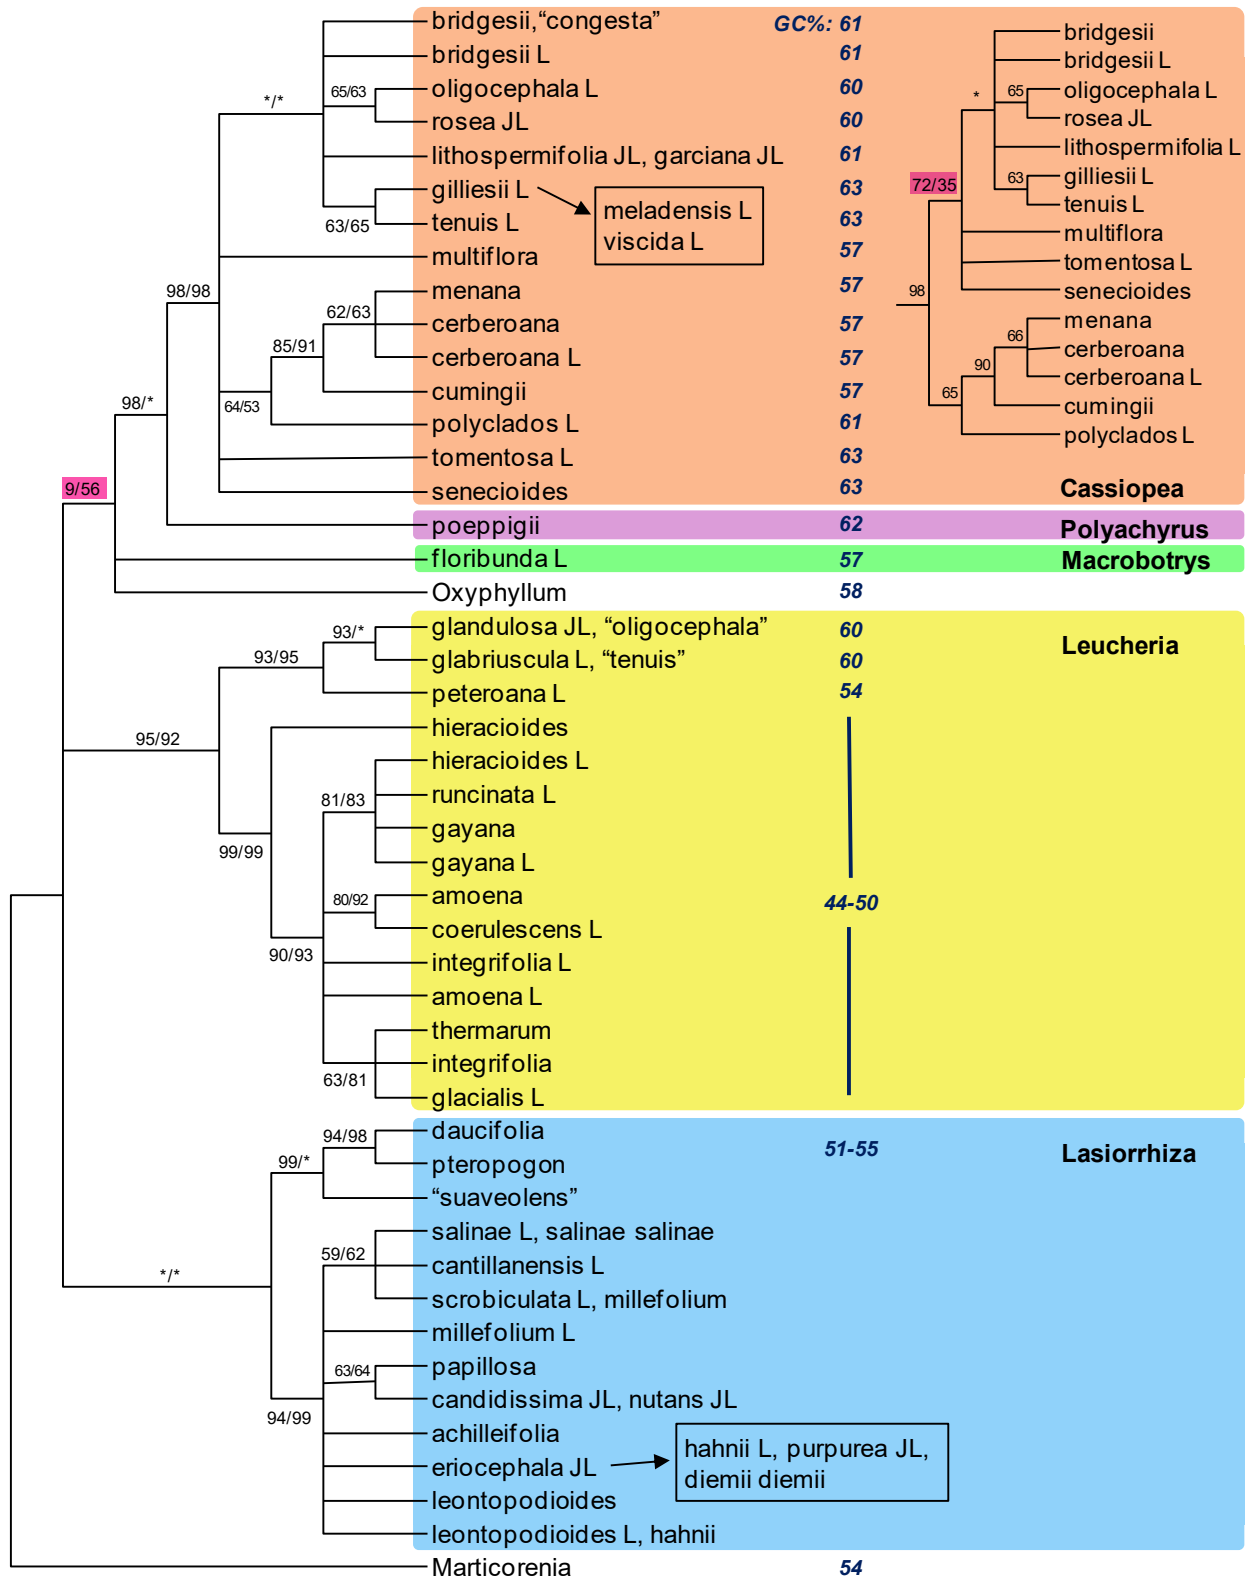 bridgesii,“congesta” GC%: 61
bridgesii L 61
65/63 oligocephala L 60
*/* rosea JL 60
lithospermifolia JL, garciana JL 61
gilliesii L 63
63/65 tenuis L 63
meladensis L
viscida L
multiflora 57
98/98
menana 57
62/63 cerberoana 57
85/91 cerberoana L 57
cumingii 57
64/53
98/* polyclados L 61
tomentosa L 63
9/56 senecioides 63
bridgesii
bridgesii L
65 oligocephala L
* rosea JL
lithospermifolia L
72/35 63 gilliesii L
tenuis L
multiflora
tomentosa L
98 senecioides
menana
66 cerberoana
90 cerberoana L
65 cumingii
polyclados L
Cassiopea
poeppigii 62 Polyachyrus
floribunda L 57 Macrobotrys
Oxyphyllum 58
glandulosa JL, “oligocephala” 60 Leucheria
93/*
93/95 glabriuscula L, “tenuis” 60
peteroana L 54
95/92 hieracioides
hieracioides L
81/83 runcinata L
gayana
99/99 gayana L
80/92 amoena 44-50
coerulescens L
90/93 integrifolia L
amoena L
thermarum
integrifolia
63/81 glacialis L
94/98 daucifolia 51-55 Lasiorrhiza
99/* pteropogon
“suaveolens”
salinae L, salinae salinae
59/62 cantillanensis L
*/* scrobiculata L, millefolium
millefolium L
63/64 papillosa
candidissima JL, nutans JL
94/99 achilleifolia
eriocephala JL
hahnii L, purpurea JL,
diemii diemii
leontopodioides
leontopodioides L, hahnii
Marticorenia 54